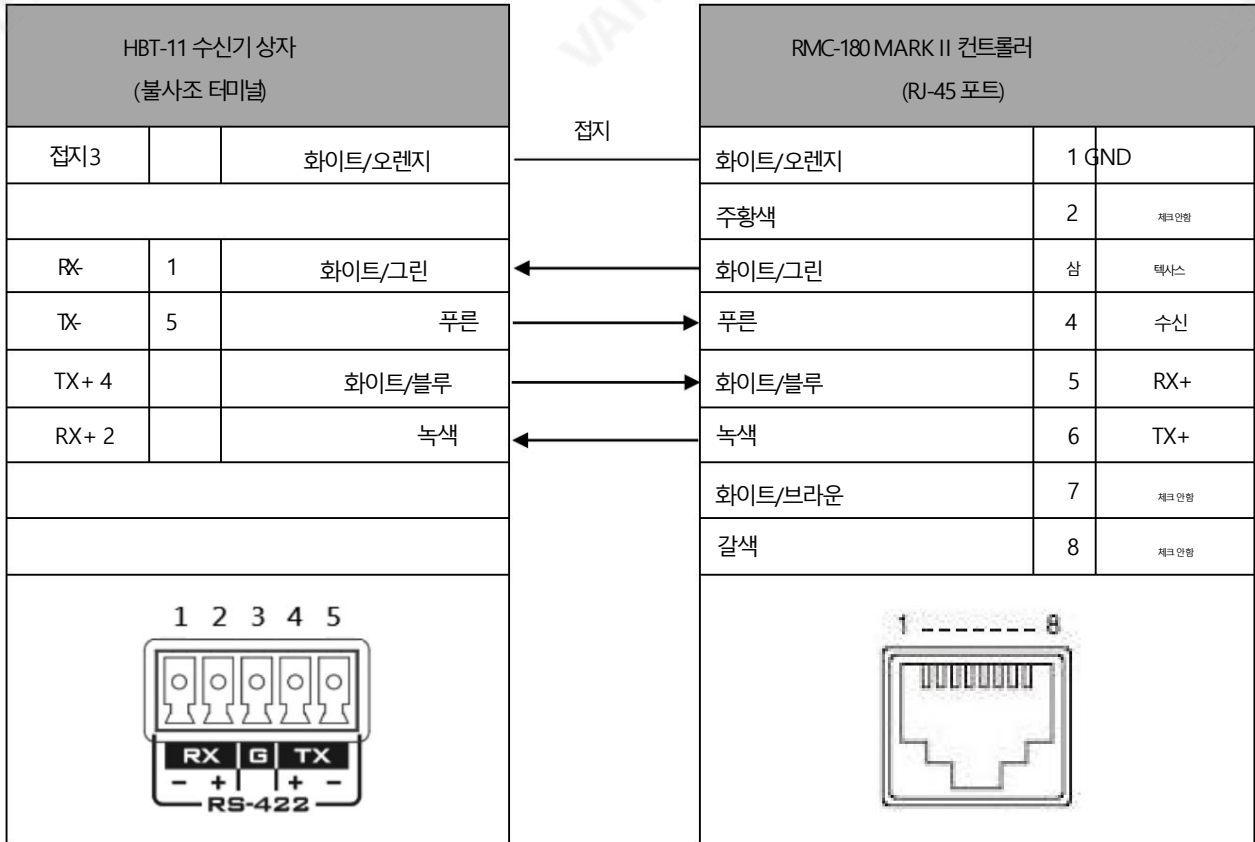 HBT-11 수신기 상자
(불사조 터미널)
RMC-180 MARK II 컨트롤러
(RJ-45 포트)
접지
접지3 화이트/오렌지
화이트/오렌지 1 GND
주황색 2 체크 안함
RX- 1 화이트/그린
화이트/그린 삼 텍사스
TX- 5 푸른
푸른 4 수신
TX+ 4 화이트/블루
화이트/블루 5 RX+
RX+ 2 녹색
녹색 6 TX+
화이트/브라운 7 체크 안함
갈색 8 체크 안함
1 2 3 4 5
RX G TX
- + + -
RS-422
1 -------- 8